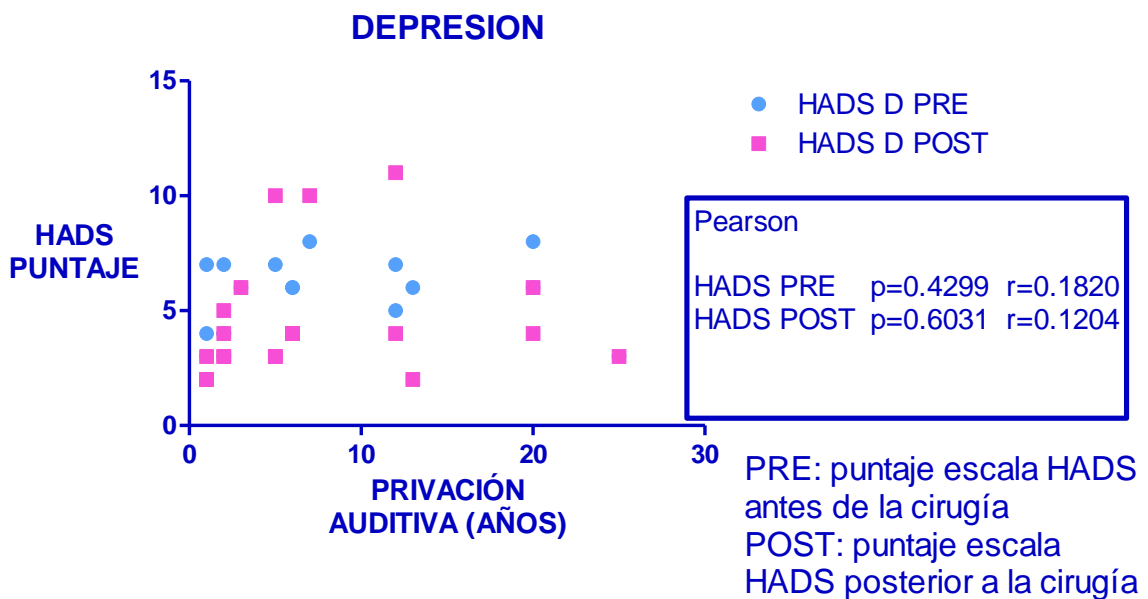 DEPRESION
15
10
5
0
HADS
PUNTAJE
0
10
20
30
PRIVACIÓN
AUDITIVA (AÑOS)
HADS D PRE
HADS D POST
Pearson
HADS PRE p=0.4299 r=0.1820
HADS POST p=0.6031 r=0.1204
PRE: puntaje escala HADS
antes de la cirugía
POST: puntaje escala
HADS posterior a la cirugía